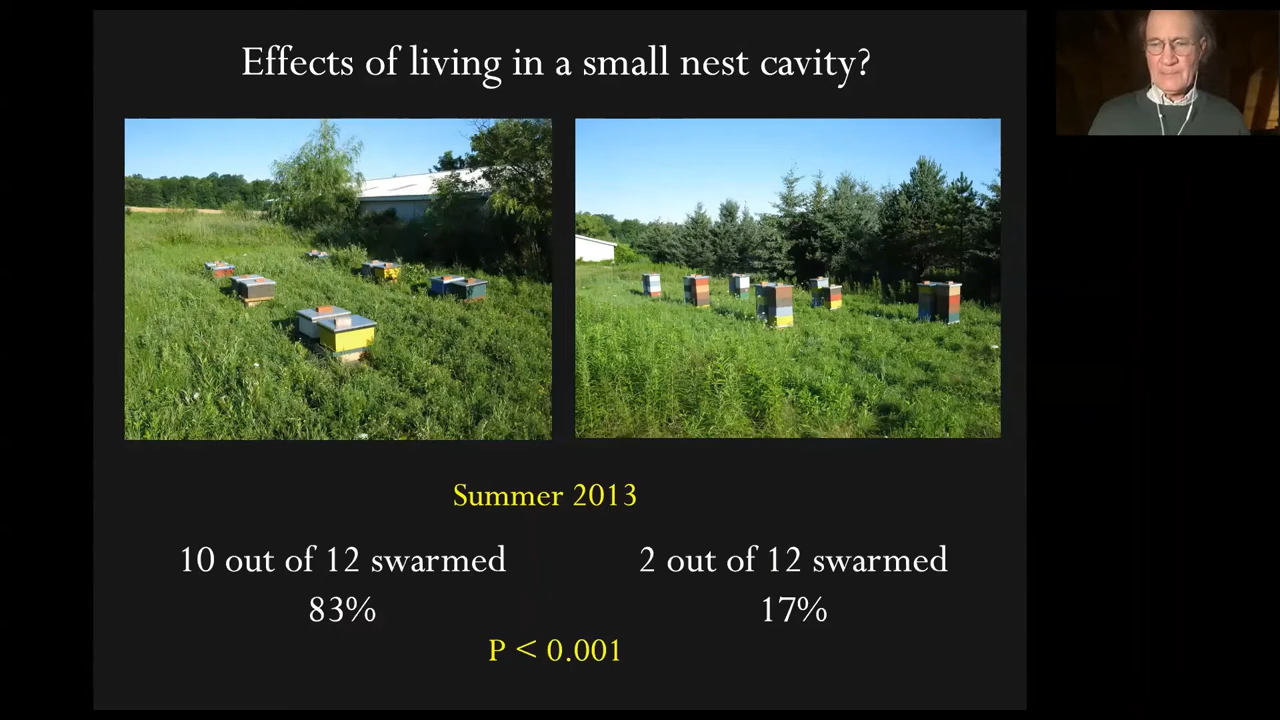 Effects of living in a small nest cavity?
Summer 2013
10 out of 12 swarmed
83%
2 out of 12 swarmed
17%
P < 0.001